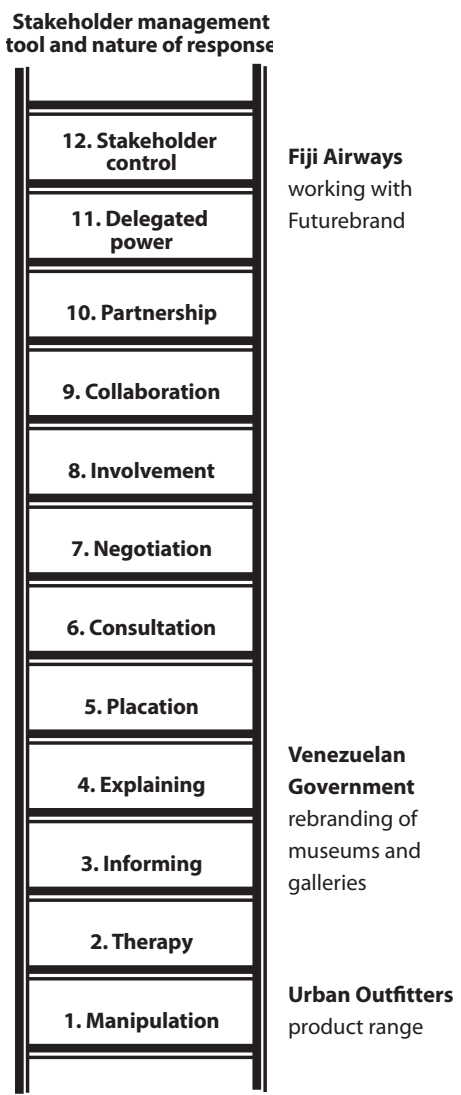 Stakeholder management
tool and nature of response
12. Stakeholder
control
Fiji Airways
working with
Futurebrand
11. Delegated
power
10. Partnership
9. Collaboration
8. Involvement
7. Negotiation
6. Consultation
5. Placation
4. Explaining
Venezuelan
Government
rebranding of
museums and
galleries
3. Informing
2. Therapy
1. Manipulation
Urban Outfitters
product range